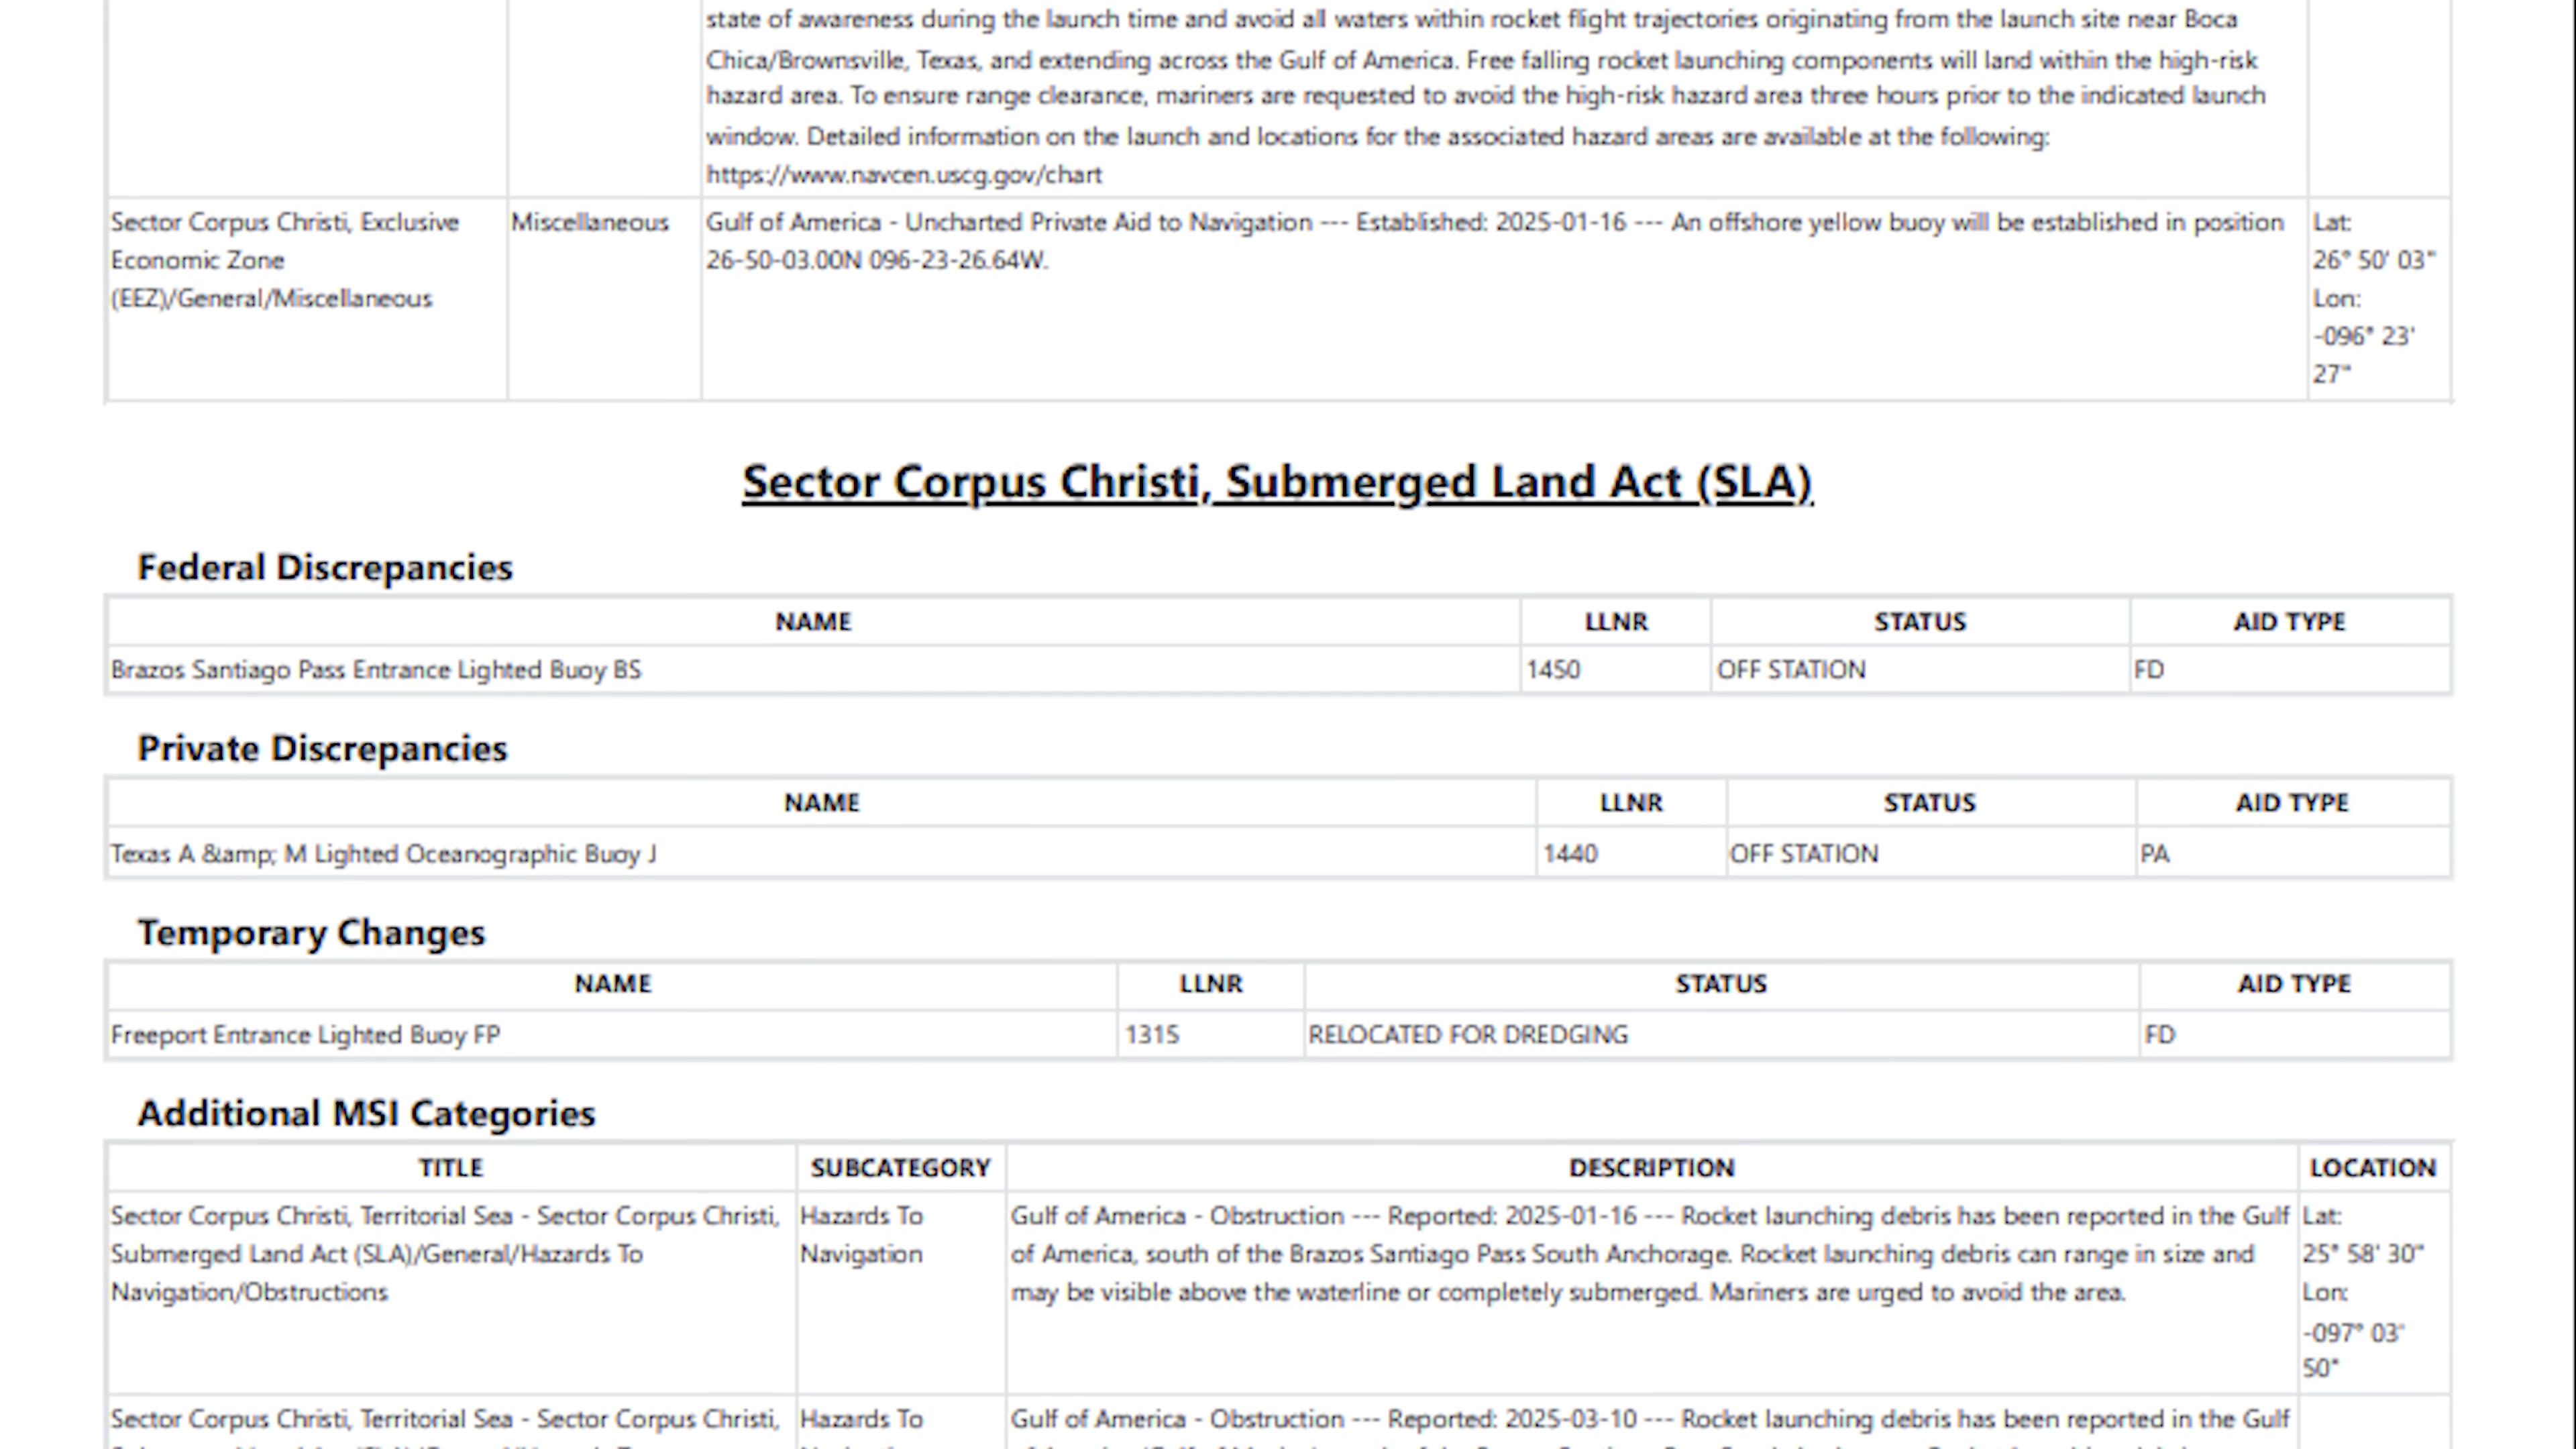 state of awareness during the launch time and avoid all waters within rocket flight trajectories originating from the launch site near Boca
Chica/Brownsville, Texas, and extending across the Gulf of America. Free falling rocket launching components will land within the high-risk
hazard area. To ensure range clearance, mariners are requested to avoid the high-risk hazard area three hours prior to the indicated launch
window. Detailed information on the launch and locations for the associated hazard areas are available at the following:
https://www.navcen.uscg.gov/chart
Sector Corpus Christi, Exclusive
Economic Zone
(EEZ)/General/Miscellaneous
Miscellaneous
Gulf of America - Uncharted Private Aid to Navigation --- Established: 2025-01-16 --- An offshore yellow buoy will be established in position
26-50-03.00N 096-23-26.64W.
Lat:
26° 50' 03"
Lon:
-096° 23'
27"
Sector Corpus Christi, Submerged Land Act (SLA)
Federal Discrepancies
NAME LLNR STATUS AID TYPE
Brazos Santiago Pass Entrance Lighted Buoy BS 1450 OFF STATION FD
Private Discrepancies
NAME LLNR STATUS AID TYPE
Texas A &amp; M Lighted Oceanographic Buoy J 1440 OFF STATION PA
Temporary Changes
NAME LLNR STATUS AID TYPE
Freeport Entrance Lighted Buoy FP 1315 RELOCATED FOR DREDGING FD
Additional MSI Categories
TITLE SUBCATEGORY DESCRIPTION LOCATION
Sector Corpus Christi, Territorial Sea - Sector Corpus Christi,
Submerged Land Act (SLA)/General/Hazards To
Navigation/Obstructions
Hazards To
Navigation
Gulf of America - Obstruction --- Reported: 2025-01-16 --- Rocket launching debris has been reported in the Gulf
of America, south of the Brazos Santiago Pass South Anchorage. Rocket launching debris can range in size and
may be visible above the waterline or completely submerged. Mariners are urged to avoid the area.
Lat:
25° 58' 30"
Lon:
-097° 03'
50"
Sector Corpus Christi, Territorial Sea - Sector Corpus Christi,
Hazards To
Gulf of America - Obstruction --- Reported: 2025-03-10 --- Rocket launching debris has been reported in the Gulf